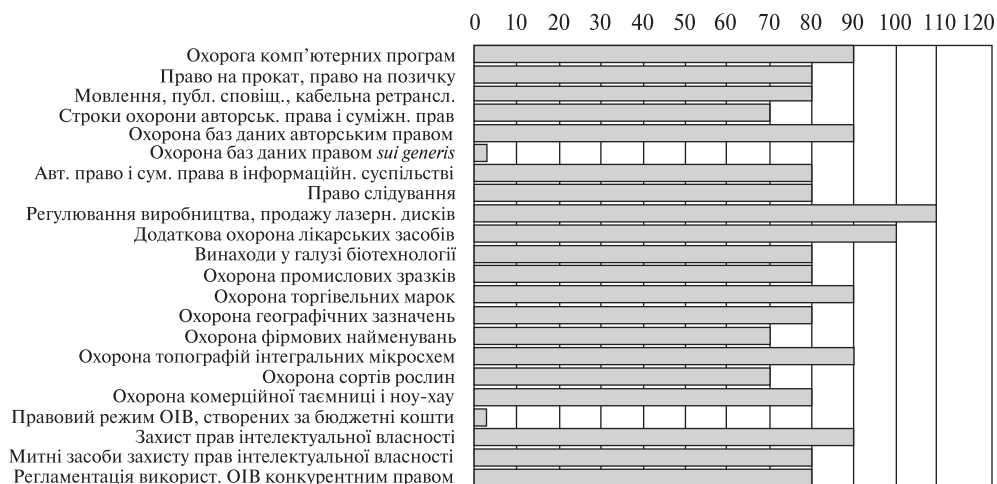 0 10 20 30 40 50 60 70 80 90 100 110 120
Охорога комп’ютерних програм
Право на прокат, право на позичку
Мовлення, публ. сповіщ., кабельна ретрансл.
Строки охорони авторськ. права і суміжн. прав
Охорона баз даних авторським правом
Охорона баз даних правом sui generis
Авт. право і сум. права в інформаційн. суспільстві
Право слідування
Регулювання виробництва, продажу лазерн. дисків
Додаткова охорона лікарських засобів
Винаходи у галузі біотехнології
Охорона промислових зразків
Охорона торгівельних марок
Охорона географічних зазначень
Охорона фірмових найменувань
Охорона топографій інтегральних мікросхем
Охорона сортів рослин
Охорона комерційної таємниці і ноу-хау
Правовий режим ОІВ, створених за бюджетні кошти
Захист прав інтелектуальної власності
Митні засоби захисту прав інтелектуальної власності
Регламентація використ. ОІВ конкурентним правом